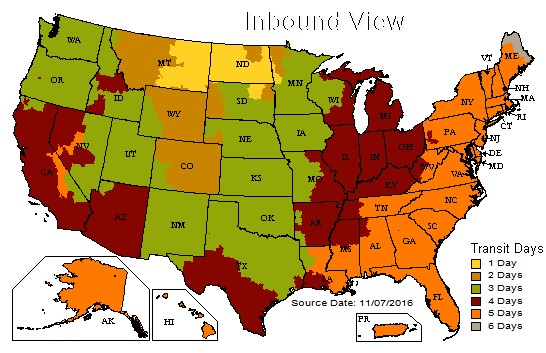 Inbound View
WA
OR
CA
NV
ID
MT
WY
UT
CO
AZ
NM
ND
SD
NE
KS
OK
TX
MN
IA
MO
AR
LA
WI
IL
IN
MI
OH
KY
TN
MS
AL
GA
FL
SC
NC
VA
WV
PA
NY
VT
ME
NH
MA
RI
CT
NJ
DE
MD
AK
HI
PR
Source Date: 11/07/2016
Transit Days
1 Day
2 Days
3 Days
4 Days
5 Days
6 Days